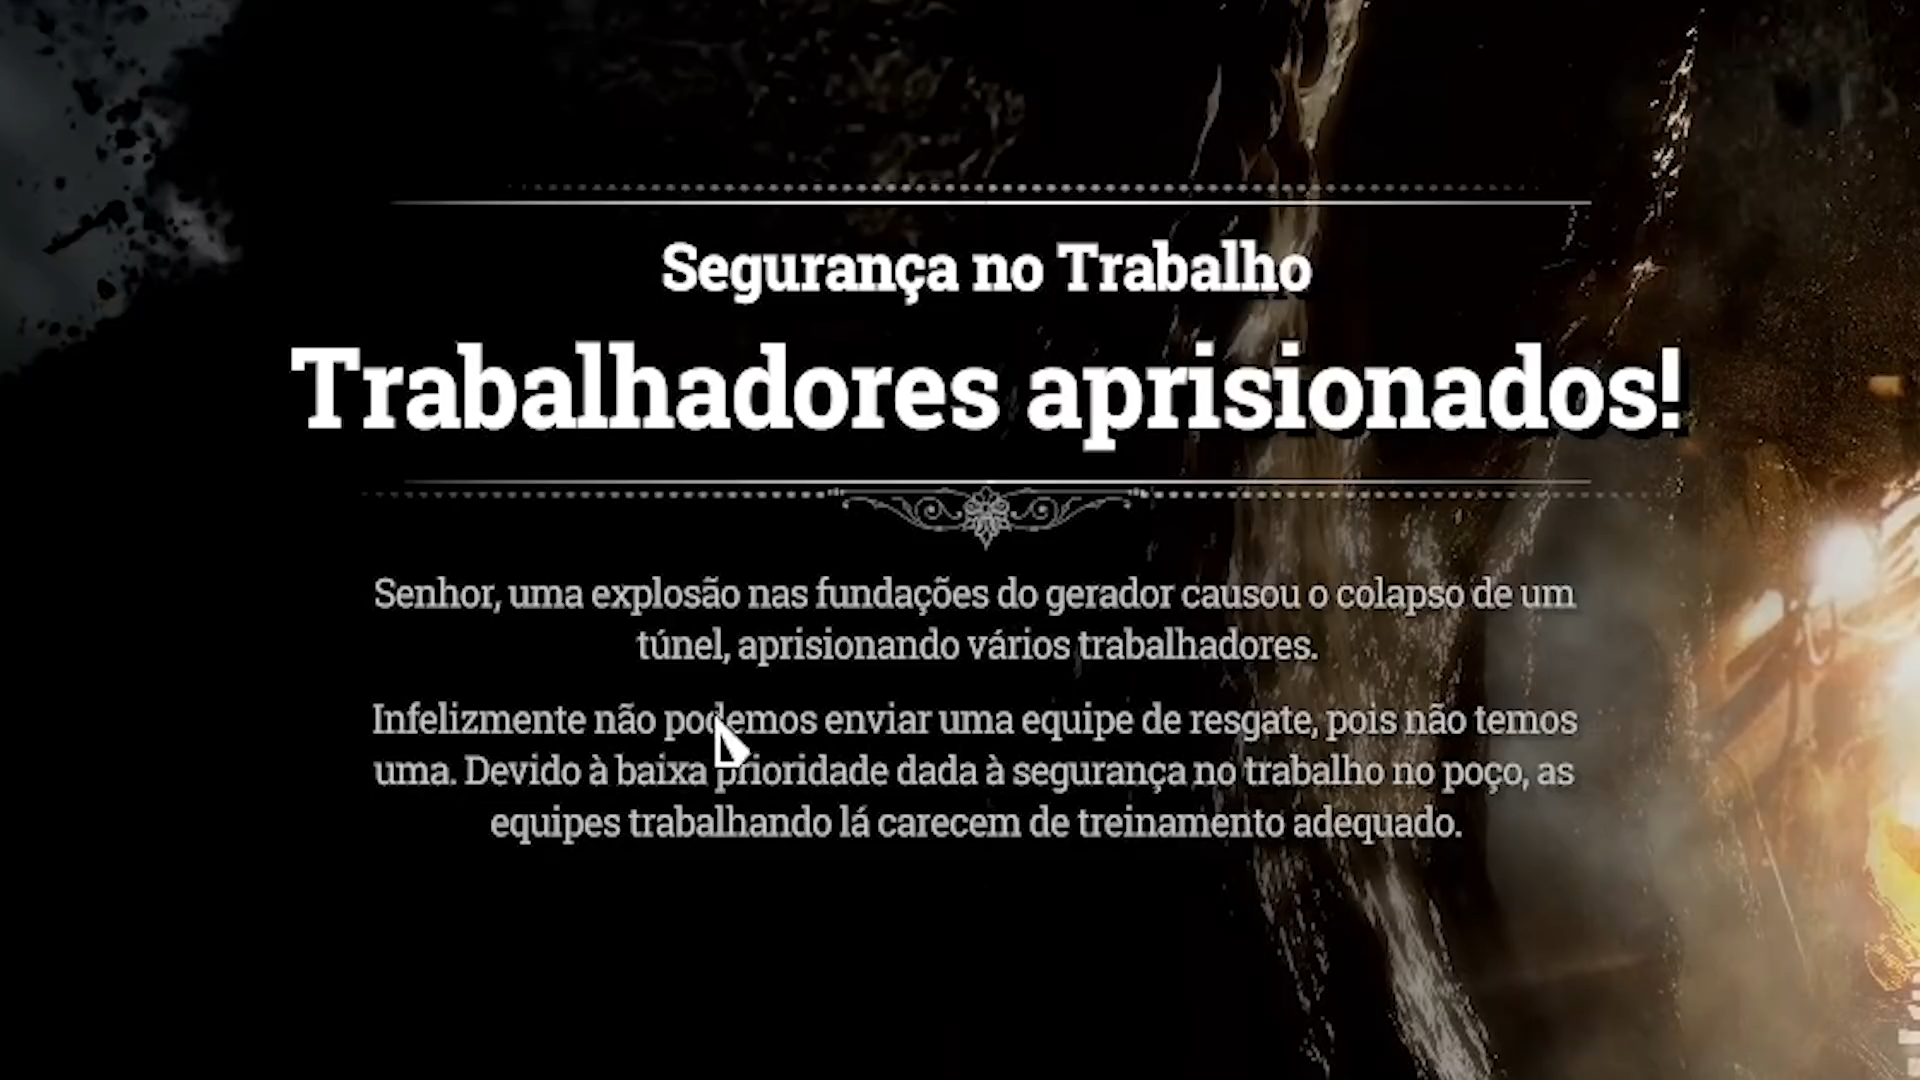 Segurança no Trabalho
Trabalhadores aprisionados!
Senhor, uma explosão nas fundações do gerador causou o colapso de um
túnel, aprisionando vários trabalhadores.
Infelizmente não podemos enviar uma equipe de resgate, pois não temos
uma. Devido à baixa prioridade dada à segurança no trabalho no poço, as
equipes trabalhando lá carecem de treinamento adequado.